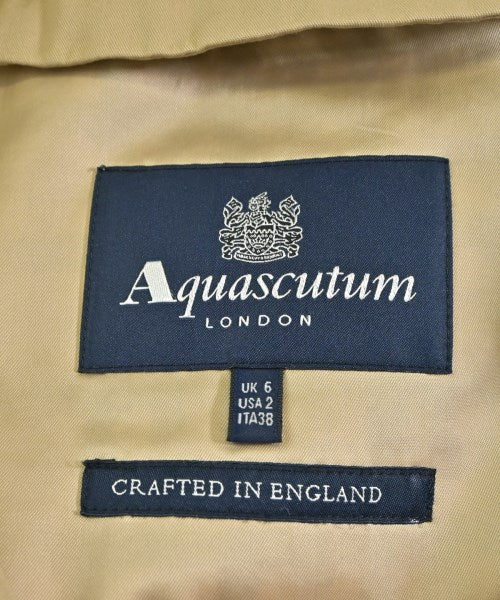 Aquascutum
LONDON
UK 6
USA 2
ITA38
CRAFTED IN ENGLAND